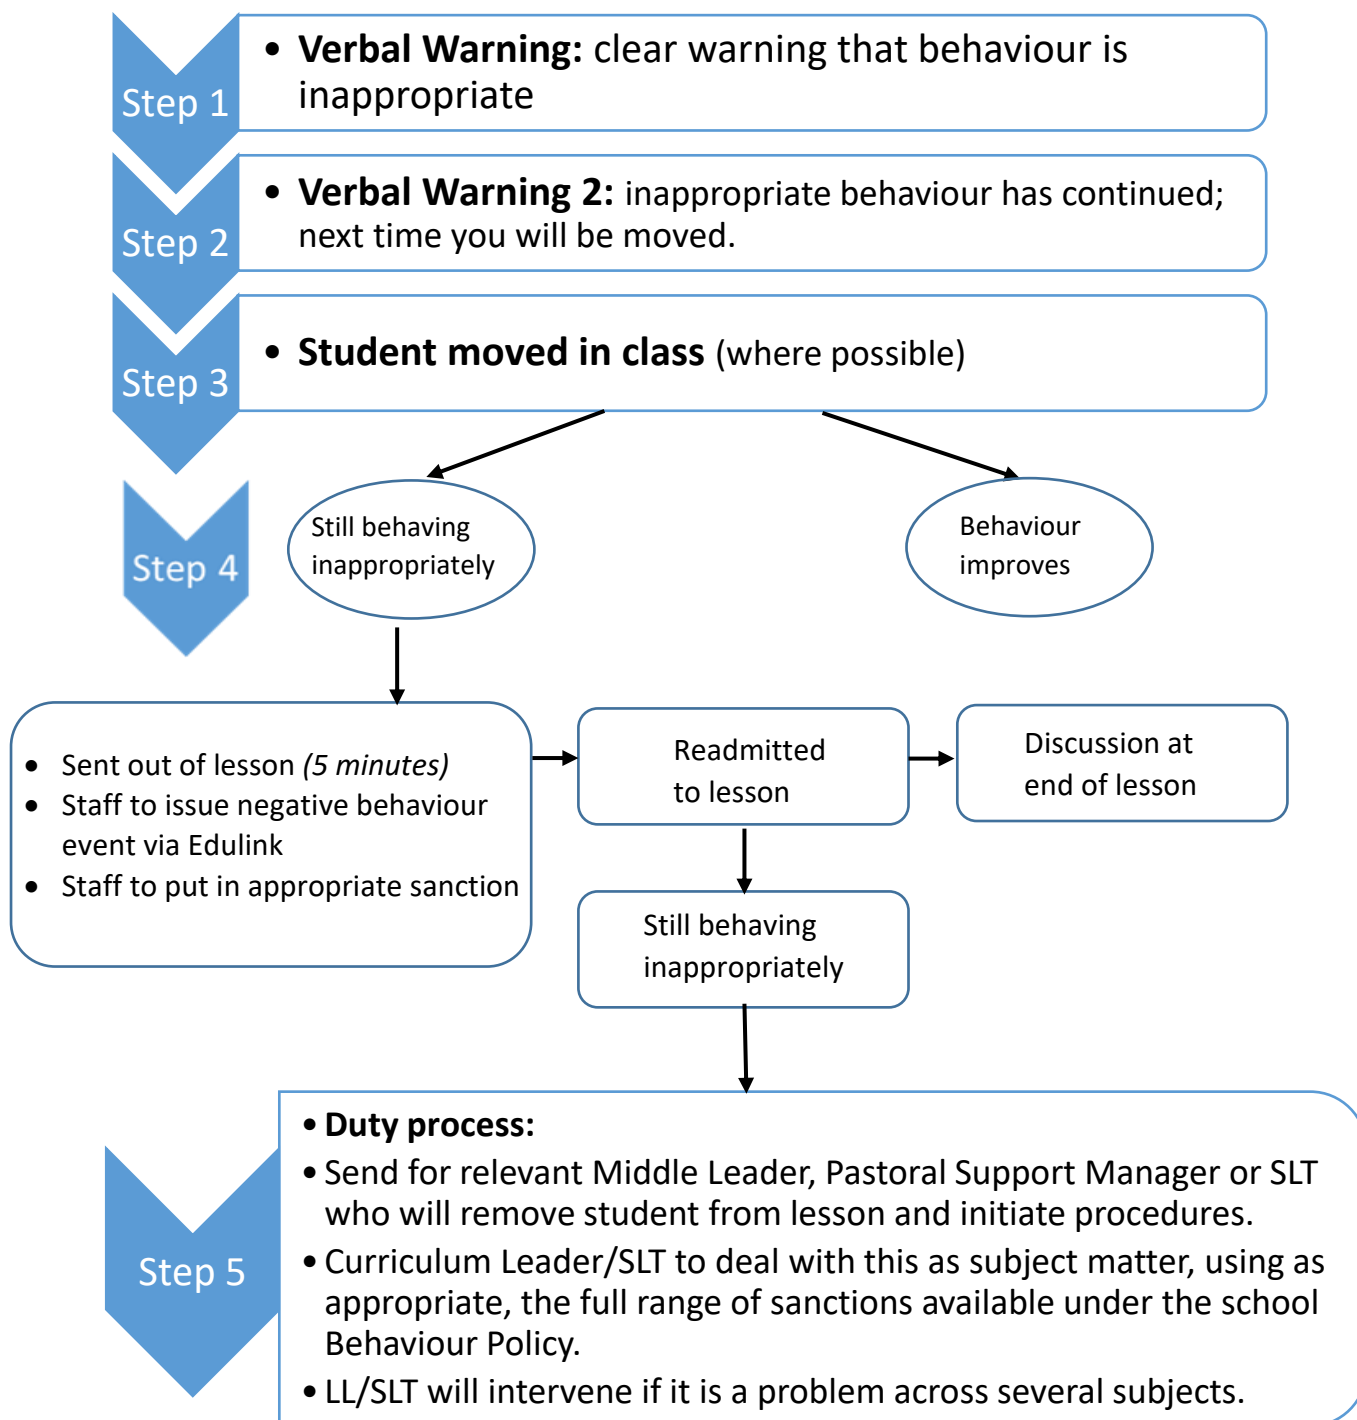 Step 1
• Verbal Warning: clear warning that behaviour is
inappropriate
Step 2
• Verbal Warning 2: inappropriate behaviour has continued;
next time you will be moved.
Step 3
• Student moved in class (where possible)
Step 4
Still behaving
inappropriately
Behaviour
improves
• Sent out of lesson (5 minutes)
• Staff to issue negative behaviour
event via Edulink
• Staff to put in appropriate sanction
Readmitted
to lesson
Discussion at
end of lesson
Still behaving
inappropriately
Step 5
• Duty process:
• Send for relevant Middle Leader, Pastoral Support Manager or SLT
who will remove student from lesson and initiate procedures.
• Curriculum Leader/SLT to deal with this as subject matter, using as
appropriate, the full range of sanctions available under the school
Behaviour Policy.
• LL/SLT will intervene if it is a problem across several subjects.